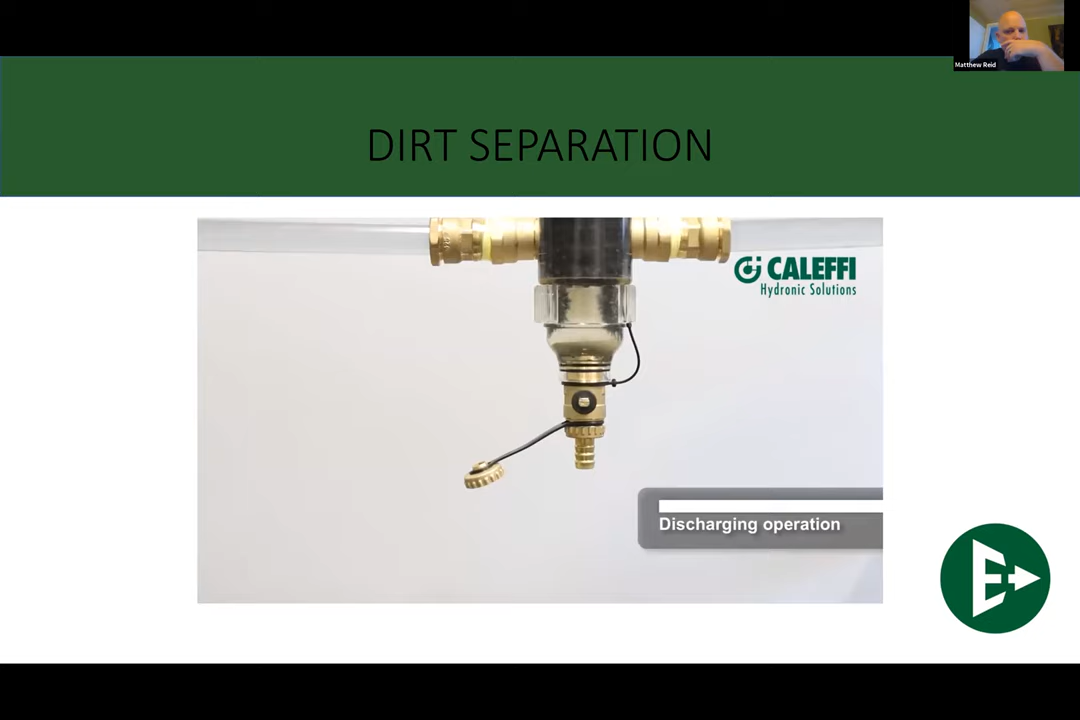 Matthew Reid
DIRT SEPARATION
CALEFFI
Hydronic Solutions
Discharging operation